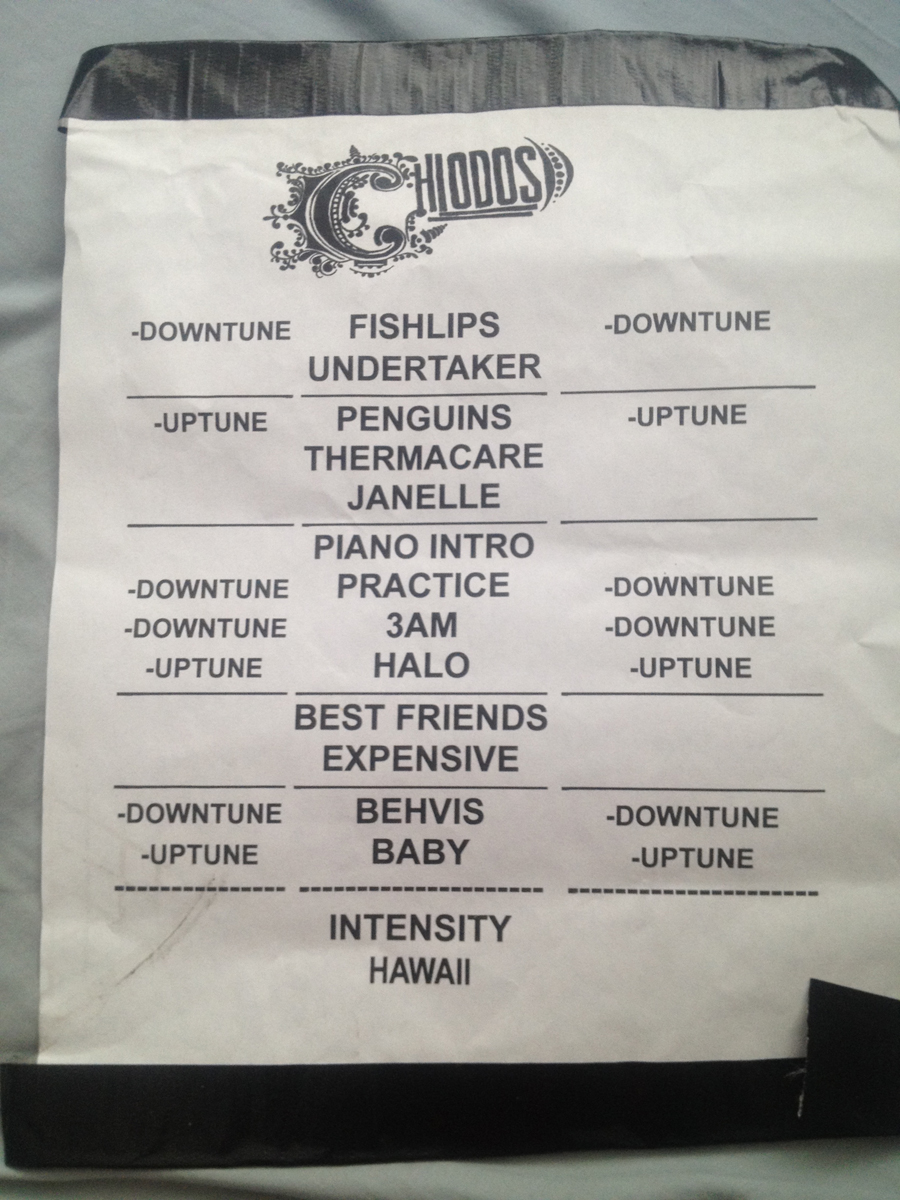 CHIODOS
-DOWNTUNE FISHLIPS -DOWNTUNE
UNDERTAKER
-UPTUNE PENGUINS -UPTUNE
THERMACARE
JANELLE
PIANO INTRO
-DOWNTUNE PRACTICE -DOWNTUNE
-DOWNTUNE 3AM -DOWNTUNE
-UPTUNE HALO -UPTUNE
BEST FRIENDS
EXPENSIVE
-DOWNTUNE BEHVIS -DOWNTUNE
-UPTUNE BABY -UPTUNE
INTENSITY
HAWAII